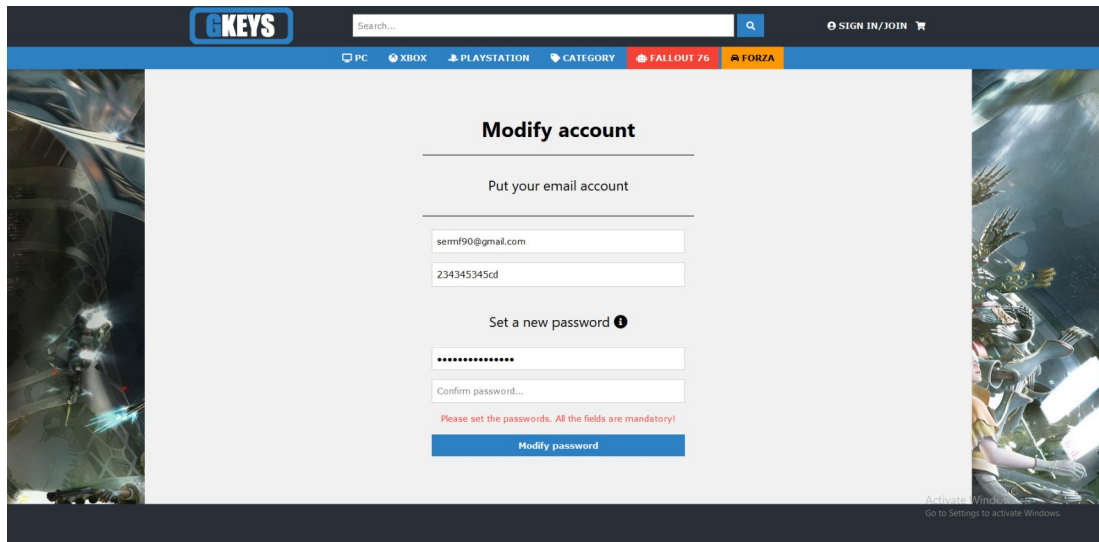 GKEYS
Search...
SIGN IN/JOIN
PC XBOX PLAYSTATION CATEGORY FALLOUT 76 FORZA
Modify account
Put your email account
sermf90@gmail.com
234345345cd
Set a new password
Confirm password...
Please set the passwords. All the fields are mandatory!
Modify password
Activate Windows
Go to Settings to activate Windows.